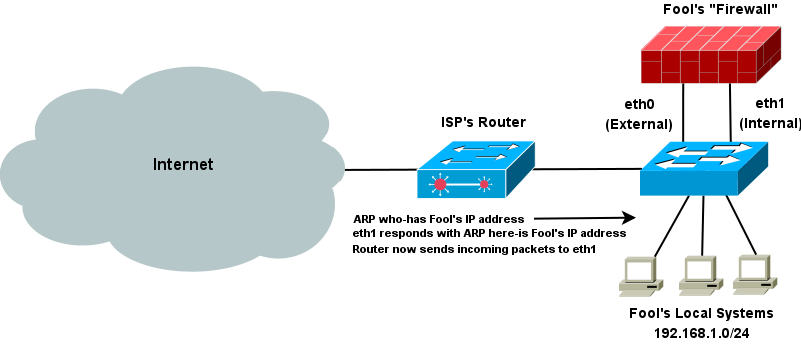 Fool's "Firewall"
eth0
(External)
eth1
(Internal)
ISP's Router
Internet
ARP who-has Fool's IP address
eth1 responds with ARP here-is Fool's IP address
Router now sends incoming packets to eth1
Fool's Local Systems
192.168.1.0/24